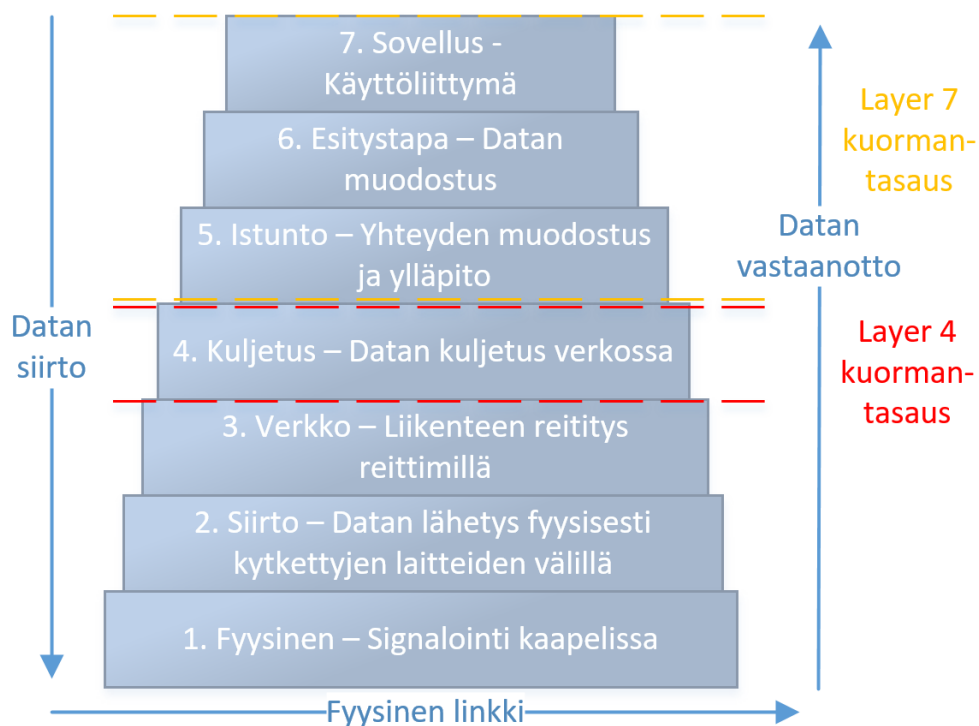 7. Sovellus -
Käyttöliittymä
6. Esitystapa – Datan
muodostus
5. Istunto – Yhteyden muodostus
ja ylläpito
4. Kuljetus – Datan kuljetus verkossa
3. Verkko – Liikenteen reititys
reittimillä
2. Siirto – Datan lähetys fyysisesti
kytkettyjen laitteiden välillä
1. Fyysinen – Signalointi kaapelissa
Datan
siirto
Fyysinen linkki
Datan
vastaanotto
Layer 7
kuorman-
tasaus
Layer 4
kuorman-
tasaus